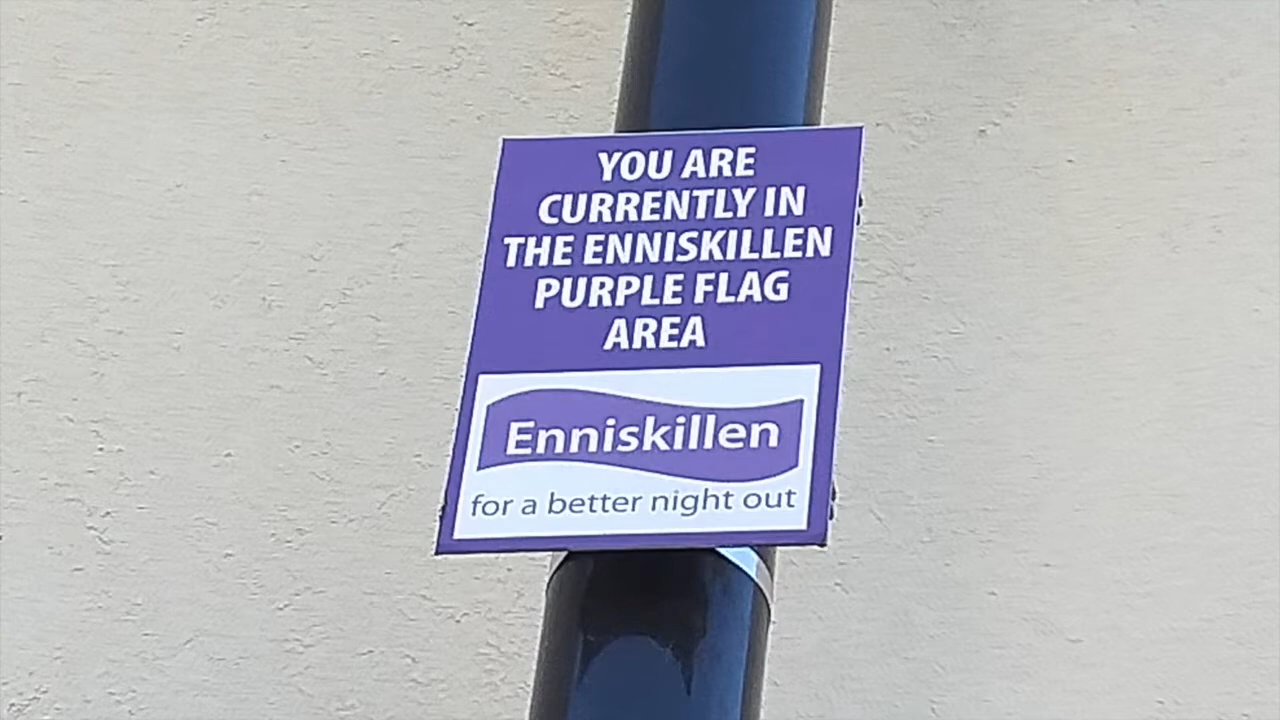 YOU ARE
CURRENTLY IN
THE ENNISKILLEN
PURPLE FLAG
AREA
Enniskillen
for a better night out